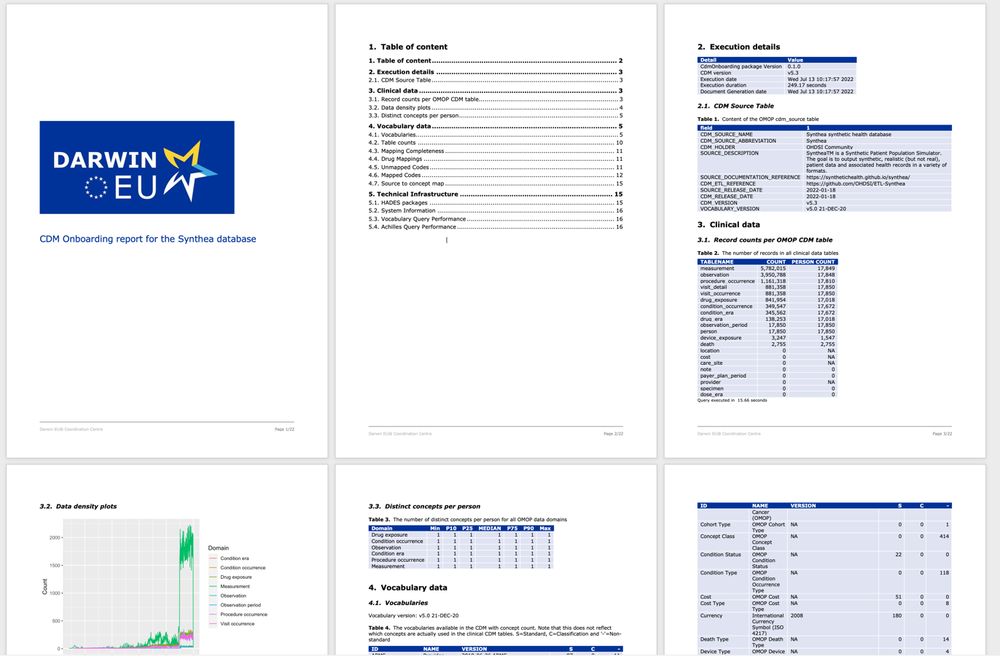 DARWIN
EU
CDM Onboarding report for the Synthea database
Darwin EU® Coordination Centre Page 1/22
1. Table of content
1. Table of content 2
2. Execution details 3
2.1. CDM Source Table 3
3. Clinical data 3
3.1. Record counts per OMOP CDM table 3
3.2. Data density plots 4
3.3. Distinct concepts per person 5
4. Vocabulary data 5
4.1. Vocabularies 5
4.2. Table counts 10
4.3. Mapping Completeness 11
4.4. Drug Mappings 11
4.5. Unmapped Codes 11
4.6. Mapped Codes 12
4.7. Source to concept map 15
5. Technical Infrastructure 15
5.1. HADES packages 15
5.2. System Information 16
5.3. Vocabulary Query Performance 16
5.4. Achilles Query Performance 16
Darwin EU® Coordination Centre Page 2/22
2. Execution details
Detail Value
CdmOnboarding package Version 0.1.0
CDM version v5.3
Execution date Wed Jul 13 10:17:57 2022
Execution duration 249.17 seconds
Document Generation date Wed Jul 13 10:17:57 2022
2.1. CDM Source Table
Table 1. Content of the OMOP cdm_source table
field 1
CDM_SOURCE_NAME Synthea synthetic health database
CDM_SOURCE_ABBREVIATION Synthea
CDM_HOLDER OHDSI Community
SOURCE_DESCRIPTION SyntheaTM is a Synthetic Patient Population Simulator.
The goal is to output synthetic, realistic (but not real),
patient data and associated health records in a variety of
formats.
SOURCE_DOCUMENTATION_REFERENCE https://synthetichealth.github.io/synthea/
CDM_ETL_REFERENCE https://github.com/OHDSI/ETL-Synthea
SOURCE_RELEASE_DATE 2022-01-18
CDM_RELEASE_DATE 2022-01-18
CDM_VERSION v5.3
VOCABULARY_VERSION v5.0 21-DEC-20
3. Clinical data
3.1. Record counts per OMOP CDM table
Table 2. The number of records in all clinical data tables
TABLENAME COUNT PERSON COUNT
measurement 5,782,015 17,849
observation 3,950,788 17,848
procedure_occurrence 1,161,318 17,810
visit_detail 881,358 17,850
visit_occurrence 881,358 17,850
drug_exposure 841,954 17,018
condition_occurrence 349,547 17,672
condition_era 345,562 17,672
drug_era 138,253 17,018
observation_period 17,850 17,850
person 17,850 17,850
device_exposure 3,247 1,547
death 2,755 2,755
location 0 NA
cost 0 NA
care_site 0 NA
note 0 0
payer_plan_period 0 0
provider 0 NA
specimen 0 0
dose_era 0 0
Query executed in 15.66 seconds
Darwin EU® Coordination Centre Page 3/22
3.2. Data density plots
Count
2000
1500
1000
500
0
Domain
Condition era
Condition occurrence
Drug exposure
Measurement
Observation
Observation period
Procedure occurrence
Visit occurrence
3.3. Distinct concepts per person
Table 3. The number of distinct concepts per person for all OMOP data domains
Domain Min P10 P25 MEDIAN P75 P90 Max
Drug exposure 1 1 1 1 1 1 1
Condition occurrence 1 1 1 1 1 1 1
Observation 1 1 1 1 1 1 1
Condition era 1 1 1 1 1 1 1
Procedure occurrence 1 1 1 1 1 1 1
Measurement 1 1 1 1 1 1 1
4. Vocabulary data
4.1. Vocabularies
Vocabulary version: v5.0 21-DEC-20
Table 4. The vocabularies available in the CDM with concept count. Note that this does not reflect
which concepts are actually used in the clinical CDM tables. S=Standard, C=Classification and '-'=Non-
standard
ID NAME VERSION S C -
ID NAME VERSION S C -
Cancer
(OMOP)
Cohort Type OMOP Cohort NA 0 0 1
Type
Concept Class OMOP NA 0 0 414
Concept
Class
Condition Status OMOP NA 22 0 0
Condition
Status
Condition Type OMOP NA 0 0 118
Condition
Occurrence
Type
Cost OMOP Cost NA 51 0 0
Cost Type OMOP Cost NA 0 0 8
Type
Currency International 2008 180 0 0
Currency
Symbol (ISO
4217)
Death Type OMOP Death NA 0 0 14
Type
Device Type OMOP Device NA 0 0 4